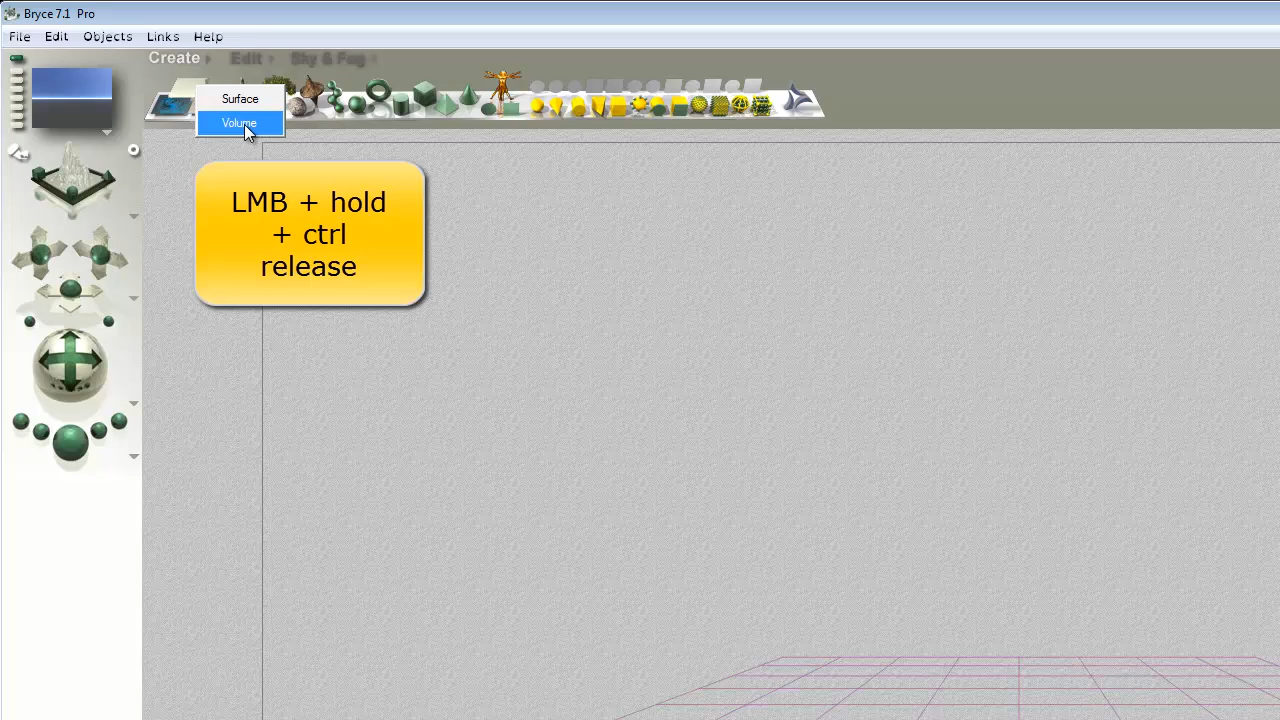 Bryce 7.1 Pro
File Edit Objects Links Help
Create Edit Sky & Fog
Surface
Volume
LMB + hold
+ ctrl
release